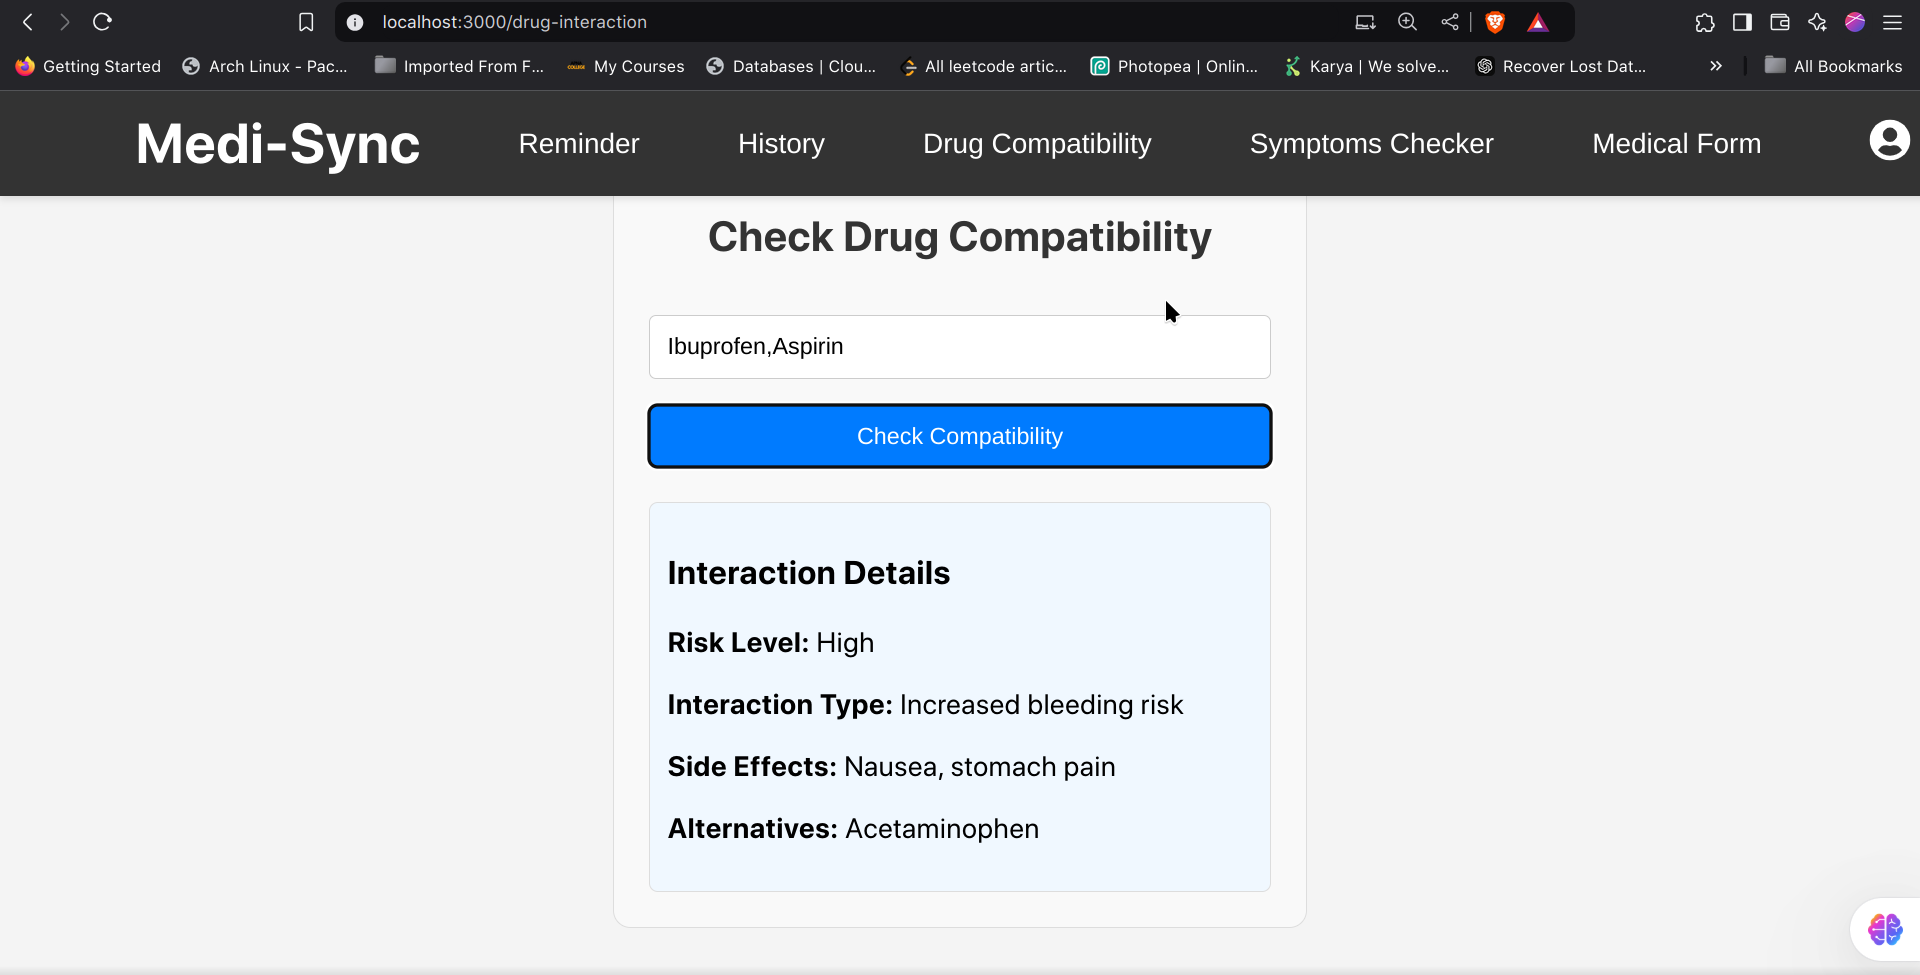 localhost:3000/drug-interaction
Getting Started Arch Linux - Pac... Imported From F... My Courses Databases | Clou... All leetcode artic... Photopea | Onlin... Karya | We solve... Recover Lost Dat... » All Bookmarks
Medi-Sync Reminder History Drug Compatibility Symptoms Checker Medical Form
Check Drug Compatibility
Ibuprofen,Aspirin
Check Compatibility
Interaction Details
Risk Level: High
Interaction Type: Increased bleeding risk
Side Effects: Nausea, stomach pain
Alternatives: Acetaminophen